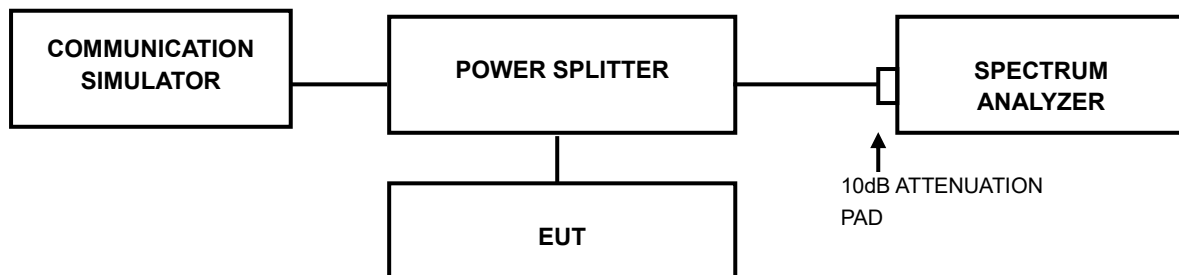 COMMUNICATION
SIMULATOR
POWER SPLITTER
SPECTRUM
ANALYZER
10dB ATTENUATION
PAD
EUT